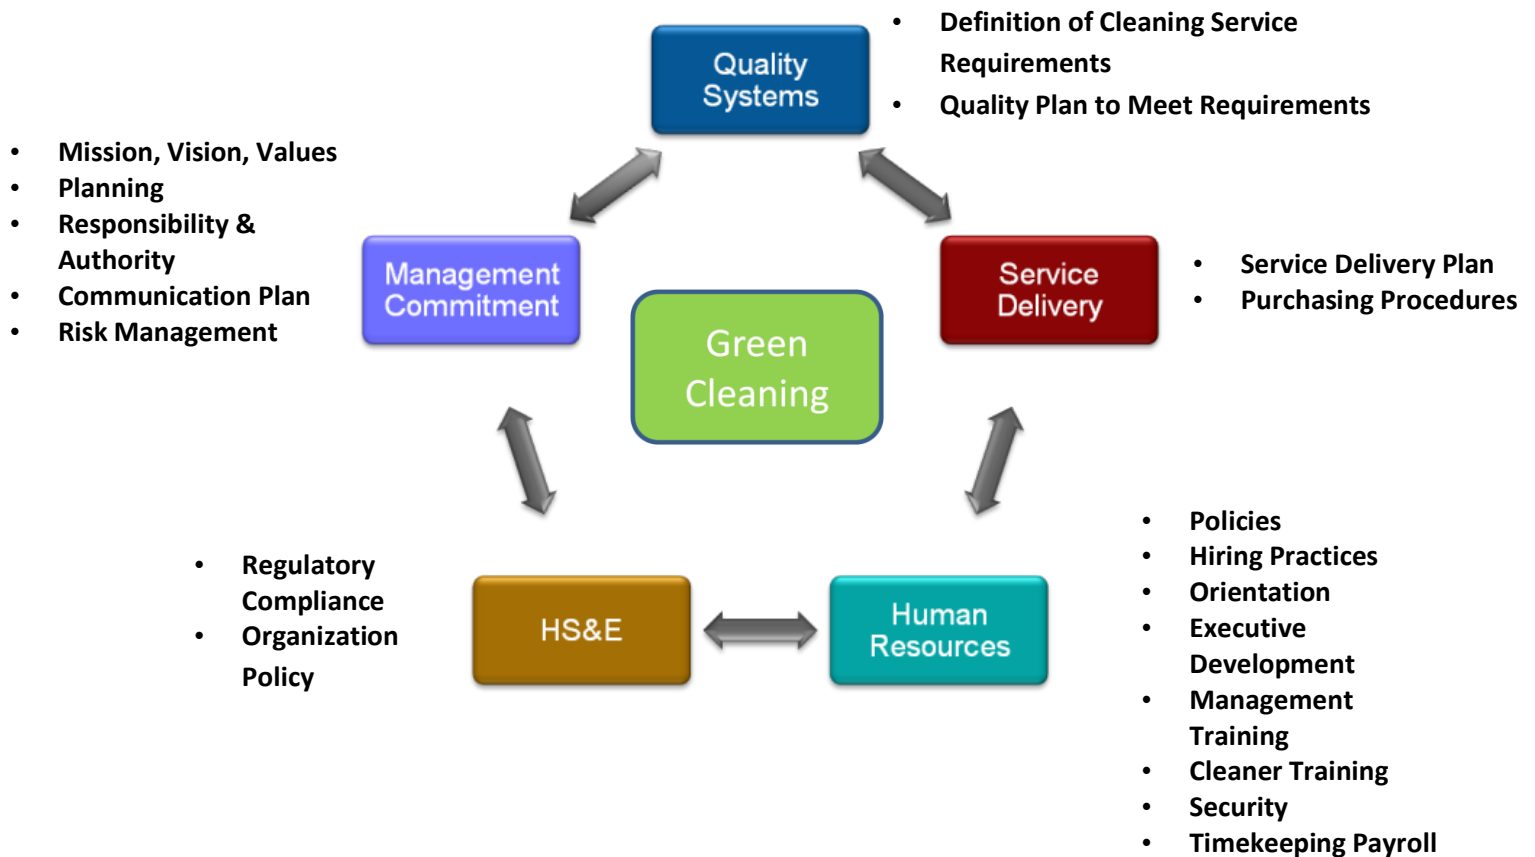 Quality
Systems
• Definition of Cleaning Service
Requirements
• Quality Plan to Meet Requirements
• Mission, Vision, Values
• Planning
• Responsibility &
Authority
• Communication Plan
• Risk Management
Management
Commitment
Service
Delivery
• Service Delivery Plan
• Purchasing Procedures
Green
Cleaning
• Regulatory
Compliance
• Organization
Policy
HS&E
Human
Resources
• Policies
• Hiring Practices
• Orientation
• Executive
Development
• Management
Training
• Cleaner Training
• Security
• Timekeeping Payroll